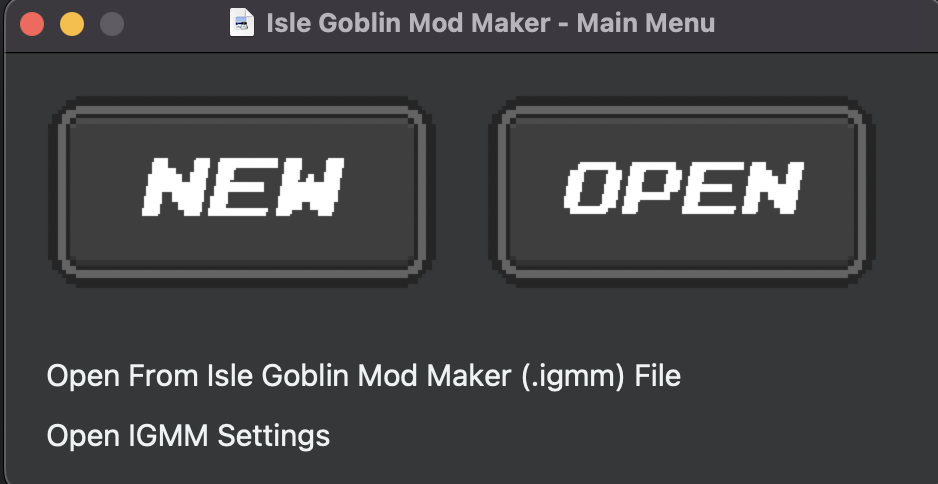 Isle Goblin Mod Maker - Main Menu
NEW
OPEN
Open From Isle Goblin Mod Maker (.igmm) File
Open IGMM Settings